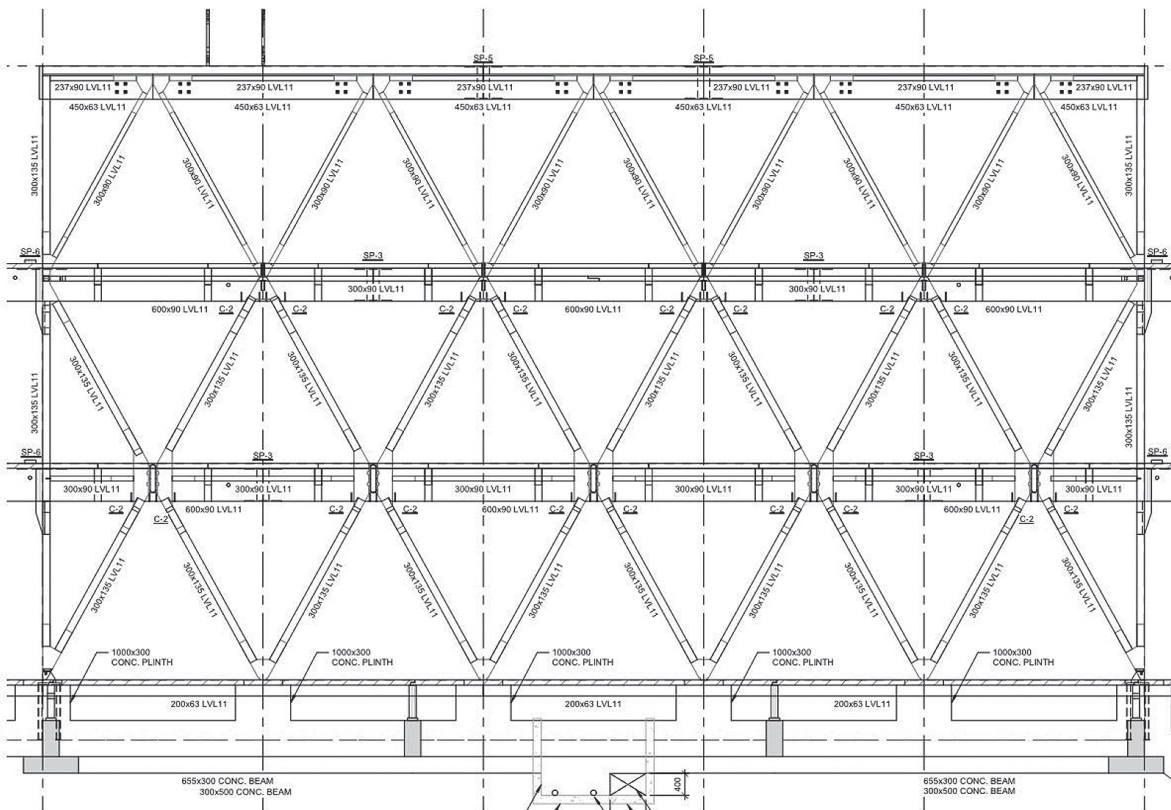 SP-5 SP-5
237x90 LVL11 237x90 LVL11 237x90 LVL11 237x90 LVL11 237x90 LVL11 237x90 LVL11
450x63 LVL11 450x63 LVL11 450x63 LVL11 450x63 LVL11 450x63 LVL11 450x63 LVL11
300x135 LVL11 300x90 LVL11 300x90 LVL11 300x90 LVL11 300x90 LVL11 300x90 LVL11 300x90 LVL11 300x90 LVL11 300x90 LVL11 300x90 LVL11 300x90 LVL11 300x135 LVL11
SP-6 SP-3 SP-3 SP-6
300x90 LVL11 300x90 LVL11
600x90 LVL11 C-2 C-2 C-2 C-2 600x90 LVL11 C-2 C-2 C-2 C-2 600x90 LVL11
300x135 LVL11 300x135 LVL11 300x135 LVL11 300x135 LVL11 300x135 LVL11 300x135 LVL11 300x135 LVL11 300x135 LVL11 300x135 LVL11 300x135 LVL11 300x135 LVL11 300x135 LVL11
SP-6 SP-3 SP-3 SP-6
300x90 LVL11 300x90 LVL11 300x90 LVL11 300x90 LVL11 300x90 LVL11 300x90 LVL11
C-2 600x90 LVL11 C-2 C-2 600x90 LVL11 C-2 C-2 C-2 C-2 600x90 LVL11 C-2
C-2 C-2
300x135 LVL11 300x135 LVL11 300x135 LVL11 300x135 LVL11 300x135 LVL11 300x135 LVL11 300x135 LVL11 300x135 LVL11 300x135 LVL11 300x135 LVL11
1000x300 1000x300 1000x300 1000x300 1000x300
CONC. PLINTH CONC. PLINTH CONC. PLINTH CONC. PLINTH CONC. PLINTH
200x63 LVL11 200x63 LVL11 200x63 LVL11
655x300 CONC. BEAM 400 655x300 CONC. BEAM
300x500 CONC. BEAM 300x500 CONC. BEAM